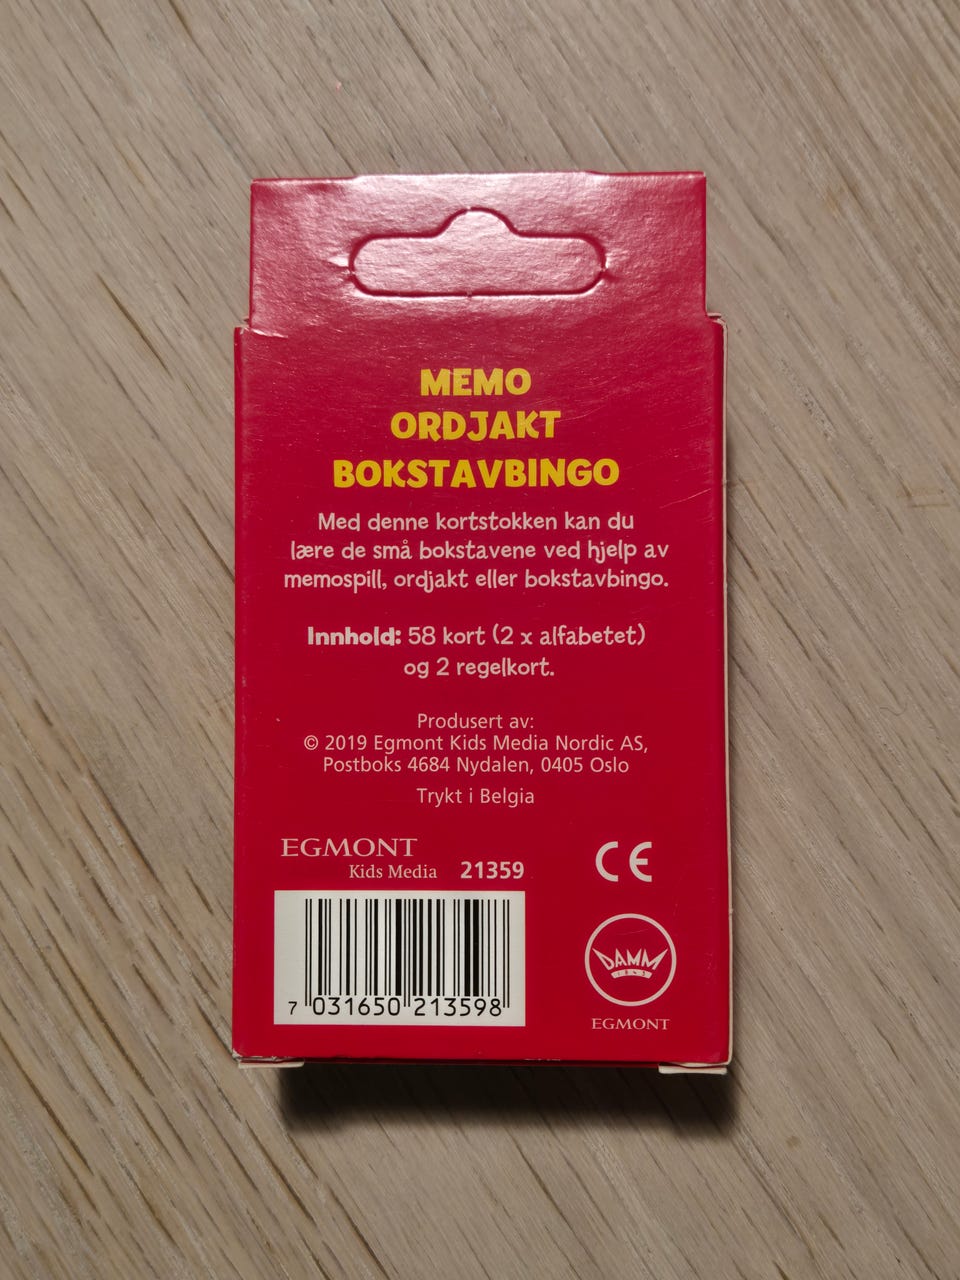 MEMO
ORDJAKT
BOKSTAVBINGO
Med denne kortstokken kan du
lære de små bokstavene ved hjelp av
memospill, ordjakt eller bokstavbingo.
Innhold: 58 kort (2 x alfabetet)
og 2 regelkort.
Produsert av:
© 2019 Egmont Kids Media Nordic AS,
Postboks 4684 Nydalen, 0405 Oslo
Trykt i Belgia
EGMONT
Kids Media 21359
CE
7 031650 213598
DAMM
1843
EGMONT